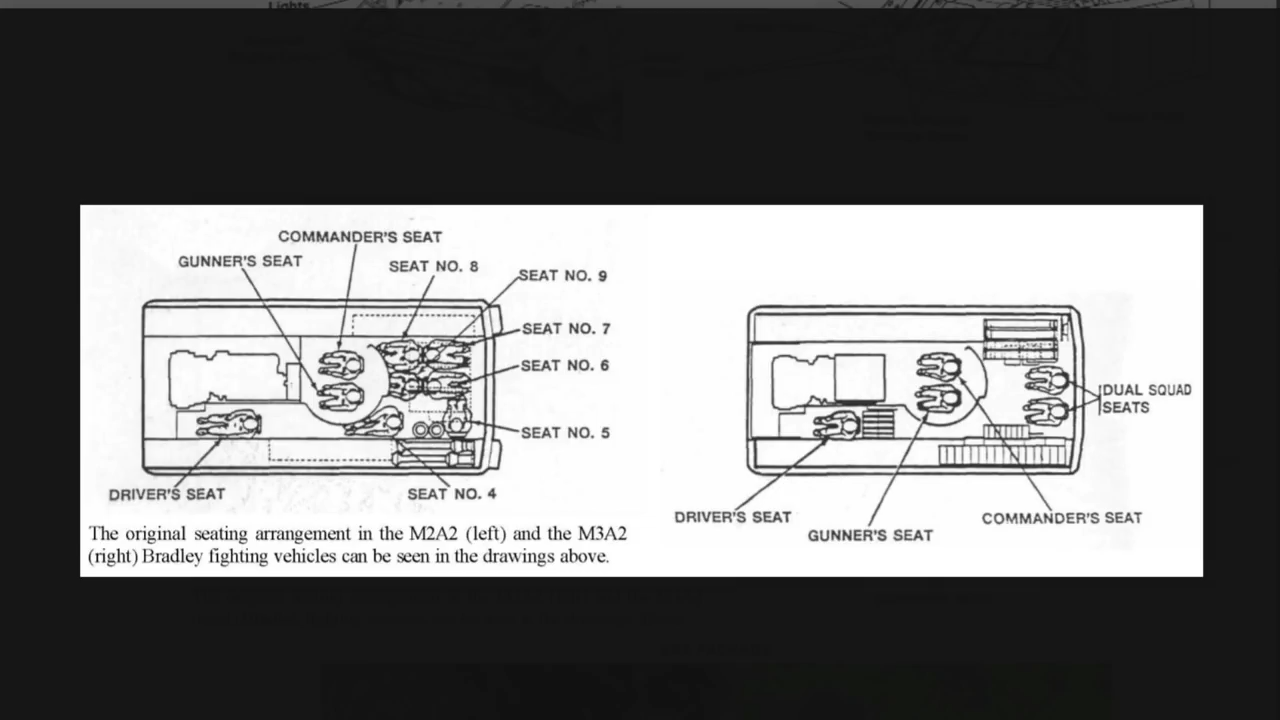 Lights
COMMANDER'S SEAT
GUNNER'S SEAT
SEAT NO. 8
SEAT NO. 9
SEAT NO. 7
SEAT NO. 6
SEAT NO. 5
DRIVER'S SEAT
SEAT NO. 4
The original seating arrangement in the M2A2 (left) and the M3A2
(right) Bradley fighting vehicles can be seen in the drawings above.
DUAL SQUAD
SEATS
DRIVER'S SEAT
GUNNER'S SEAT
COMMANDER'S SEAT